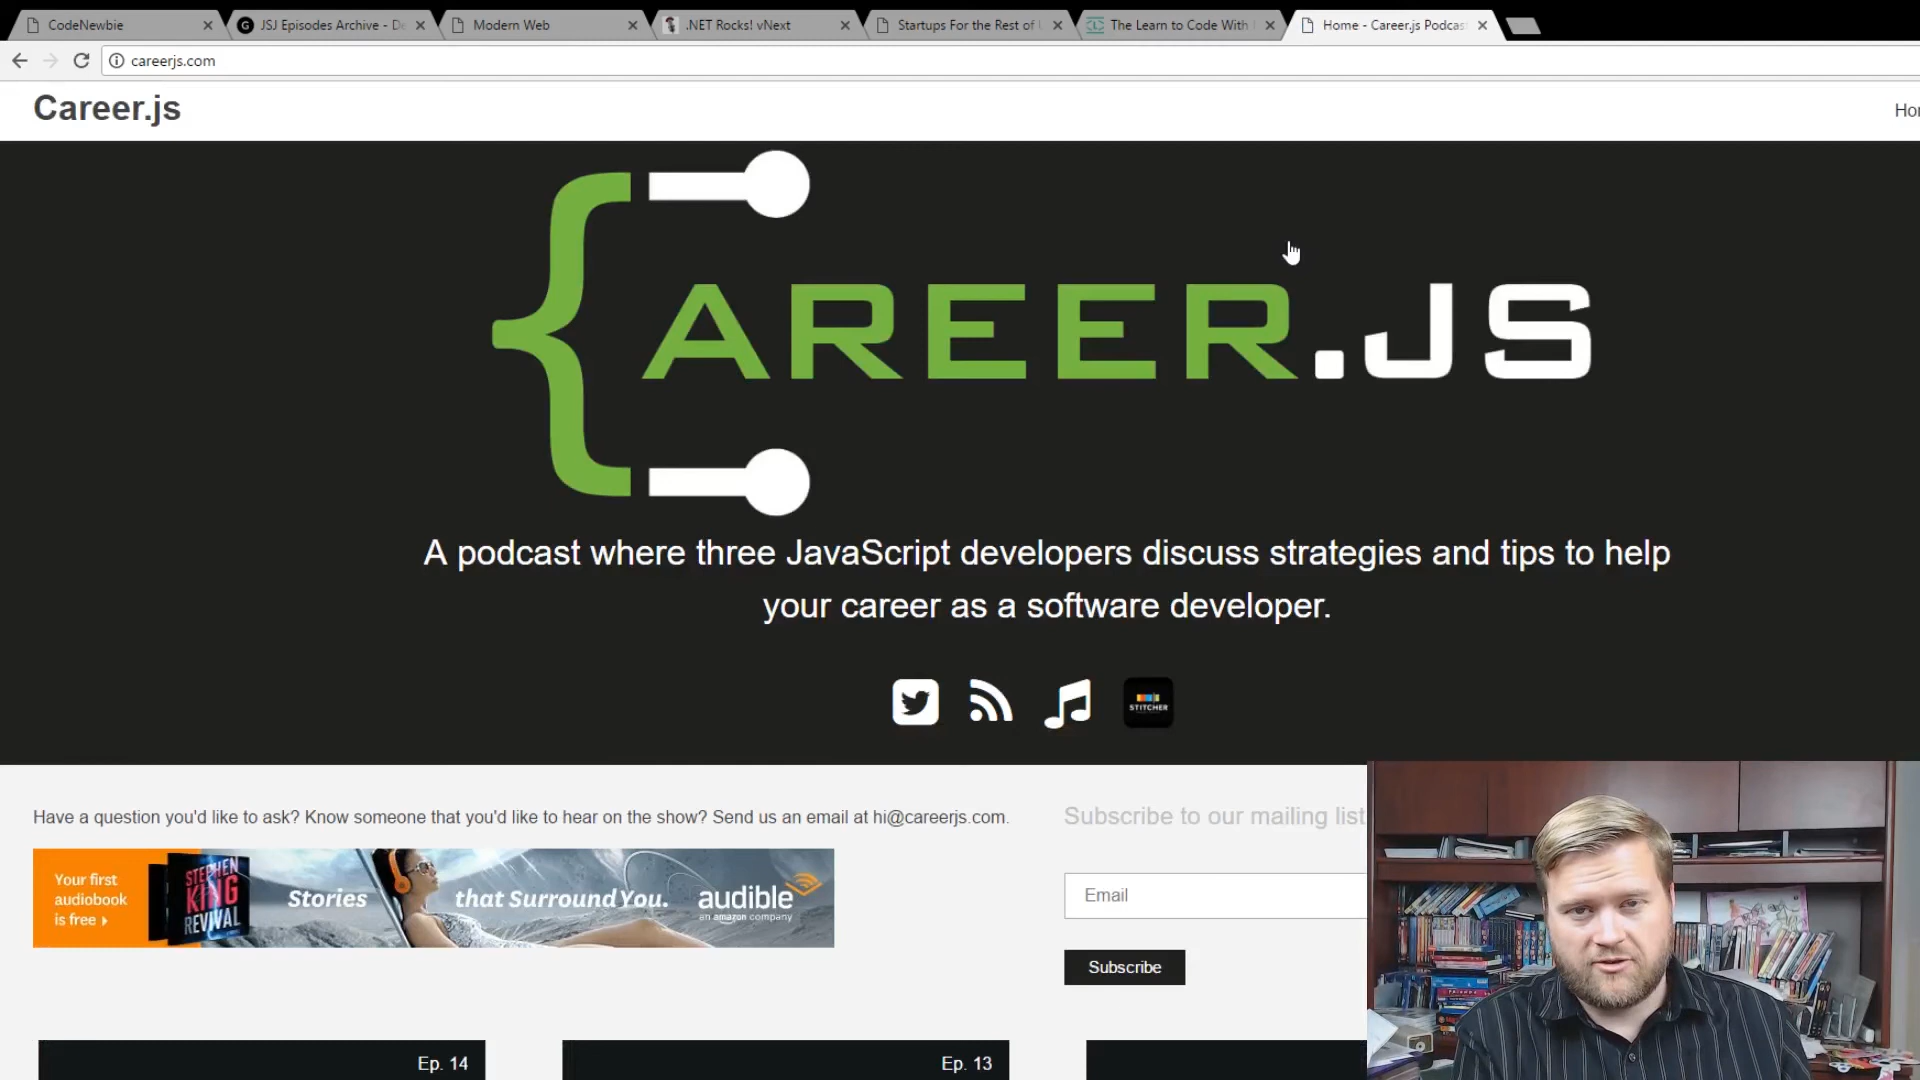 CodeNewbie
JSJ Episodes Archive - De
Modern Web
.NET Rocks! vNext
Startups For the Rest of
The Learn to Code With
Home - Career.js Podcas
careerjs.com
Career.js
Hom
AREER.JS
A podcast where three JavaScript developers discuss strategies and tips to help
your career as a software developer.
STITCHER
Have a question you'd like to ask? Know someone that you'd like to hear on the show? Send us an email at hi@careerjs.com.
Subscribe to our mailing list
Your first
audiobook
is free
STEPHEN
KING
REVIVAL
Stories that Surround You.
audible
an amazon company
Email
Subscribe
Ep. 14
Ep. 13